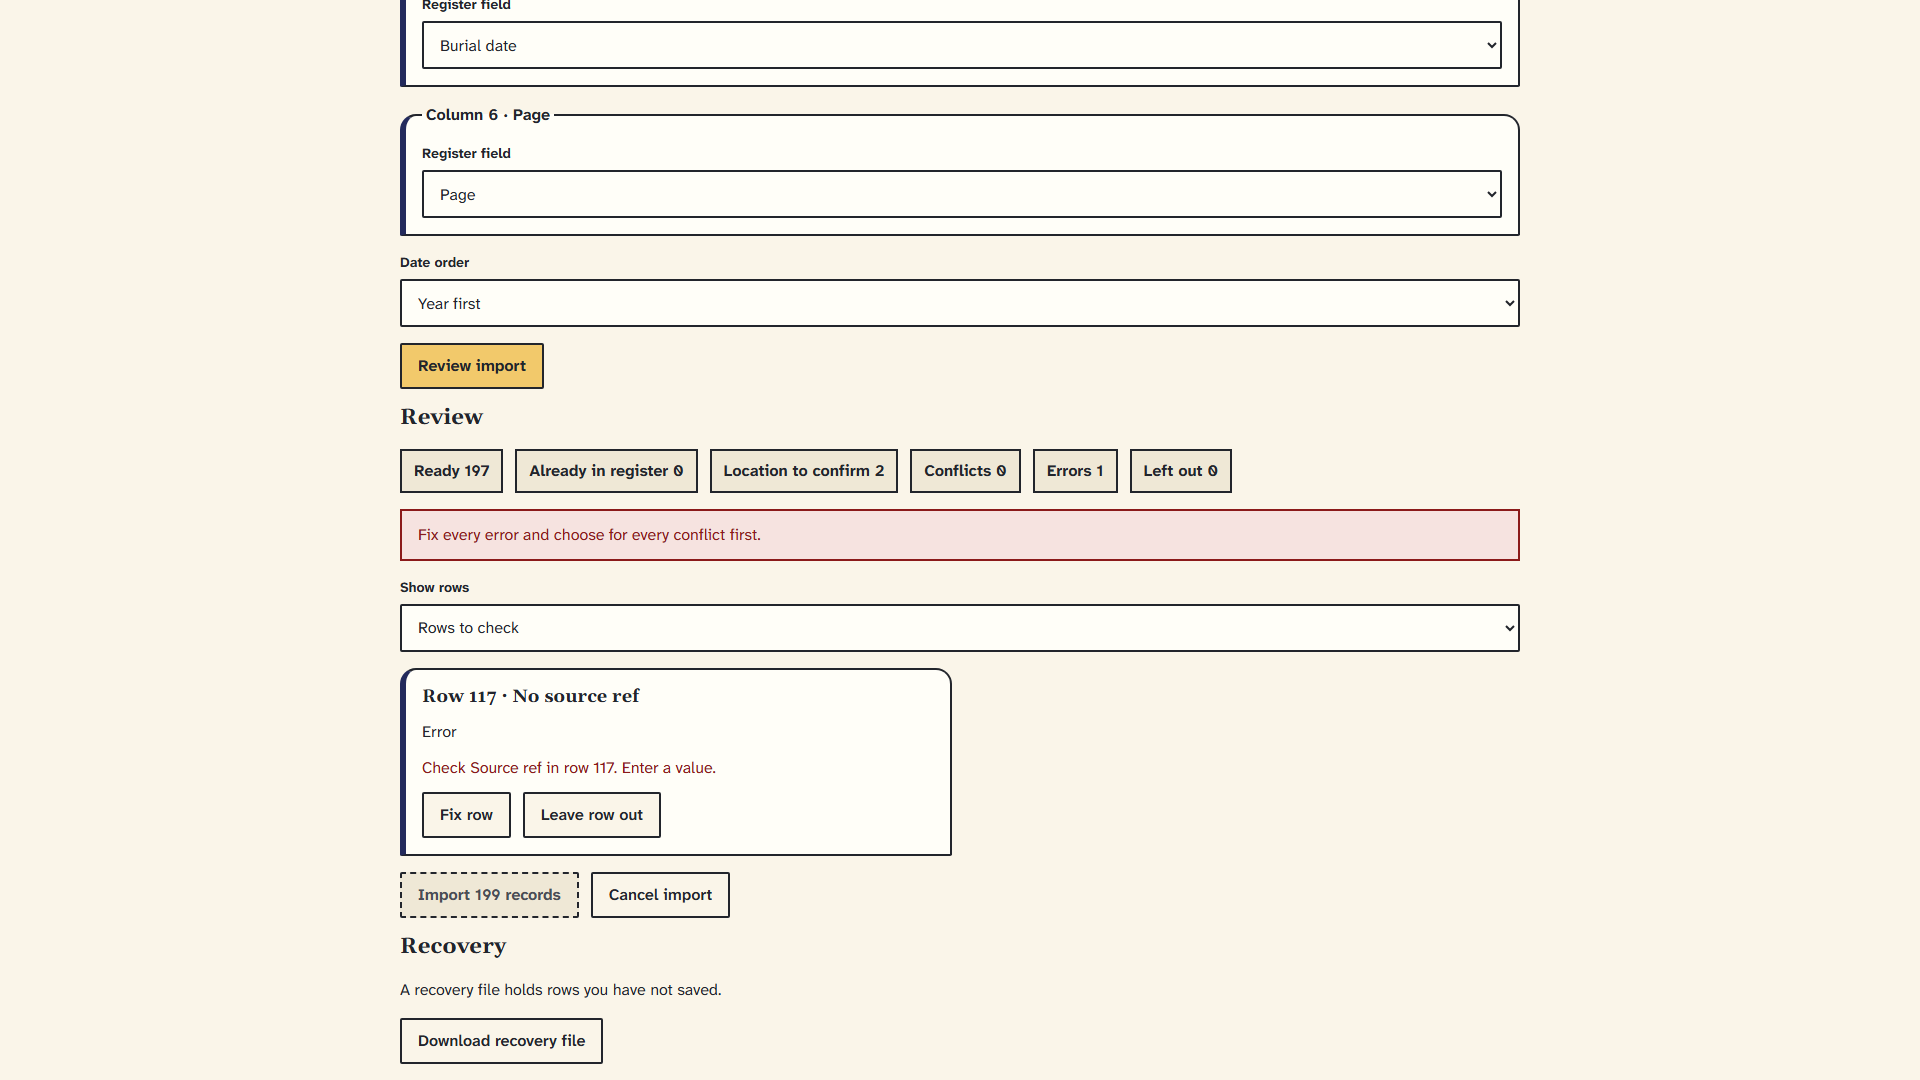 Register field
Burial date
Column 6 · Page
Register field
Page
Date order
Year first
Review import
Review
Ready 197
Already in register 0
Location to confirm 2
Conflicts 0
Errors 1
Left out 0
Fix every error and choose for every conflict first.
Show rows
Rows to check
Row 117 · No source ref
Error
Check Source ref in row 117. Enter a value.
Fix row
Leave row out
Import 199 records
Cancel import
Recovery
A recovery file holds rows you have not saved.
Download recovery file